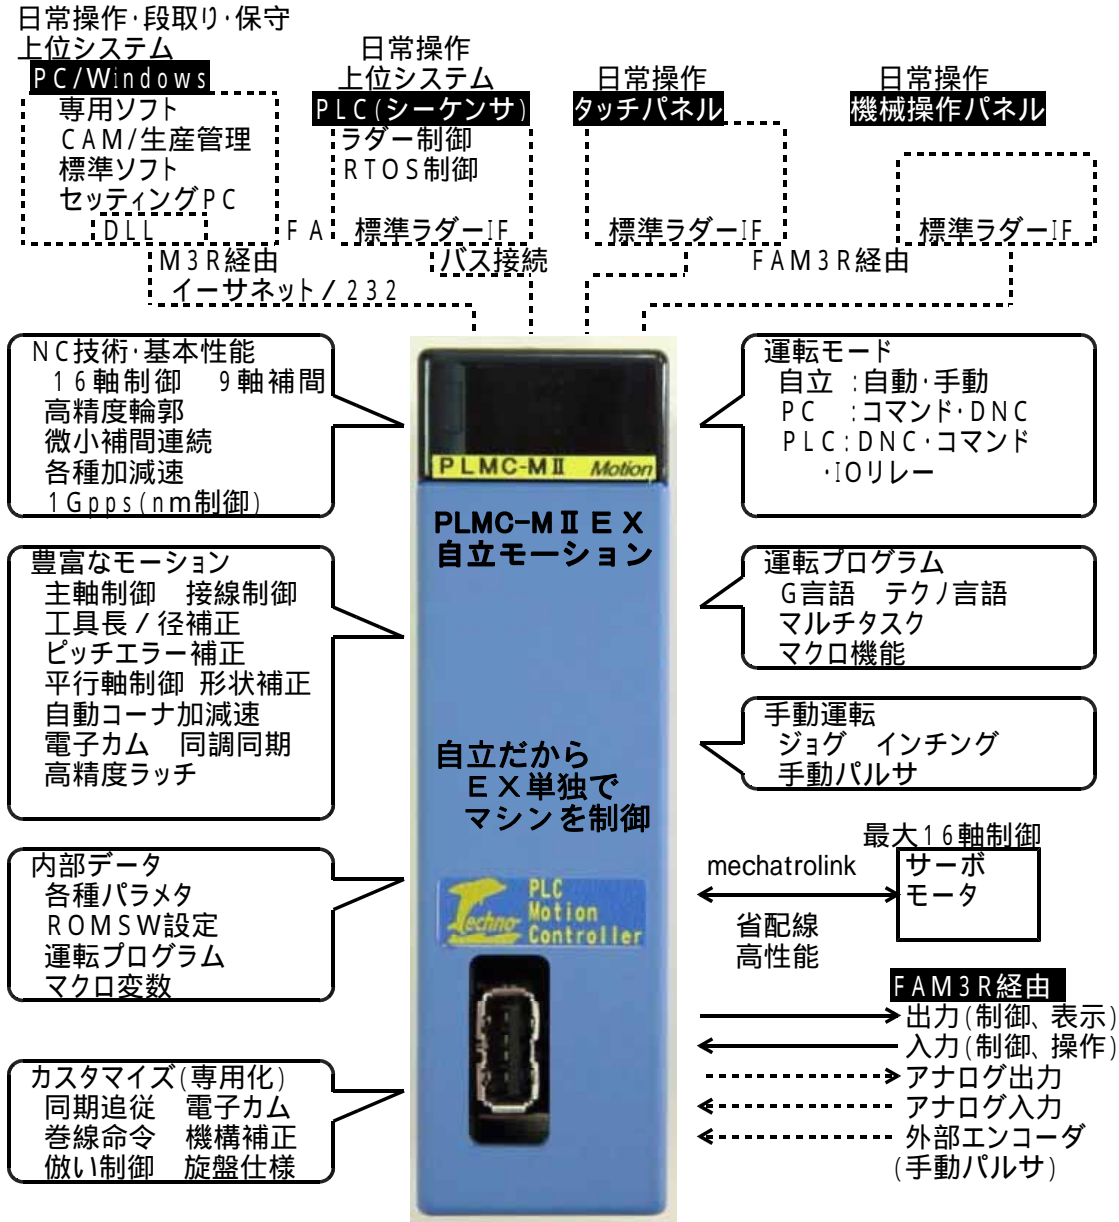 日常操作･段取り･保守
上位システム
PC/Windows
専用ソフト
CAM/生産管理
標準ソフト
セッティングPC
DLL
日常操作
上位システム
PLC(シーケンサ)
ラダー制御
RTOS制御
標準ラダーIF
日常操作
タッチパネル
標準ラダーIF
日常操作
機械操作パネル
標準ラダーIF
FA
M3R経由
イーサネット/232
バス接続
FAM3R経由
NC技術･基本性能
16軸制御 9軸補間
高精度輪郭
微小補間連続
各種加減速
1Gpps(nm制御)
豊富なモーション
主軸制御 接線制御
工具長/径補正
ピッチエラー補正
平行軸制御 形状補正
自動コーナ加減速
電子カム 同調同期
高精度ラッチ
内部データ
各種パラメタ
ROMSW設定
運転プログラム
マクロ変数
カスタマイズ(専用化)
同期追従 電子カム
巻線命令 機構補正
倣い制御 旋盤仕様
PLMC-MⅡ Motion
PLMC-MⅡEX
自立モーション
自立だから
EX単独で
マシンを制御
Techno
PLC
Motion
Controller
運転モード
自立 :自動･手動
PC :コマンド･DNC
PLC:DNC･コマンド
･IOリレー
運転プログラム
G言語 テクノ言語
マルチタスク
マクロ機能
手動運転
ジョグ インチング
手動パルサ
最大16軸制御
mechatrolink
サーボ
モータ
省配線
高性能
FAM3R経由
出力(制御、表示)
入力(制御、操作)
アナログ出力
アナログ入力
外部エンコーダ
(手動パルサ)